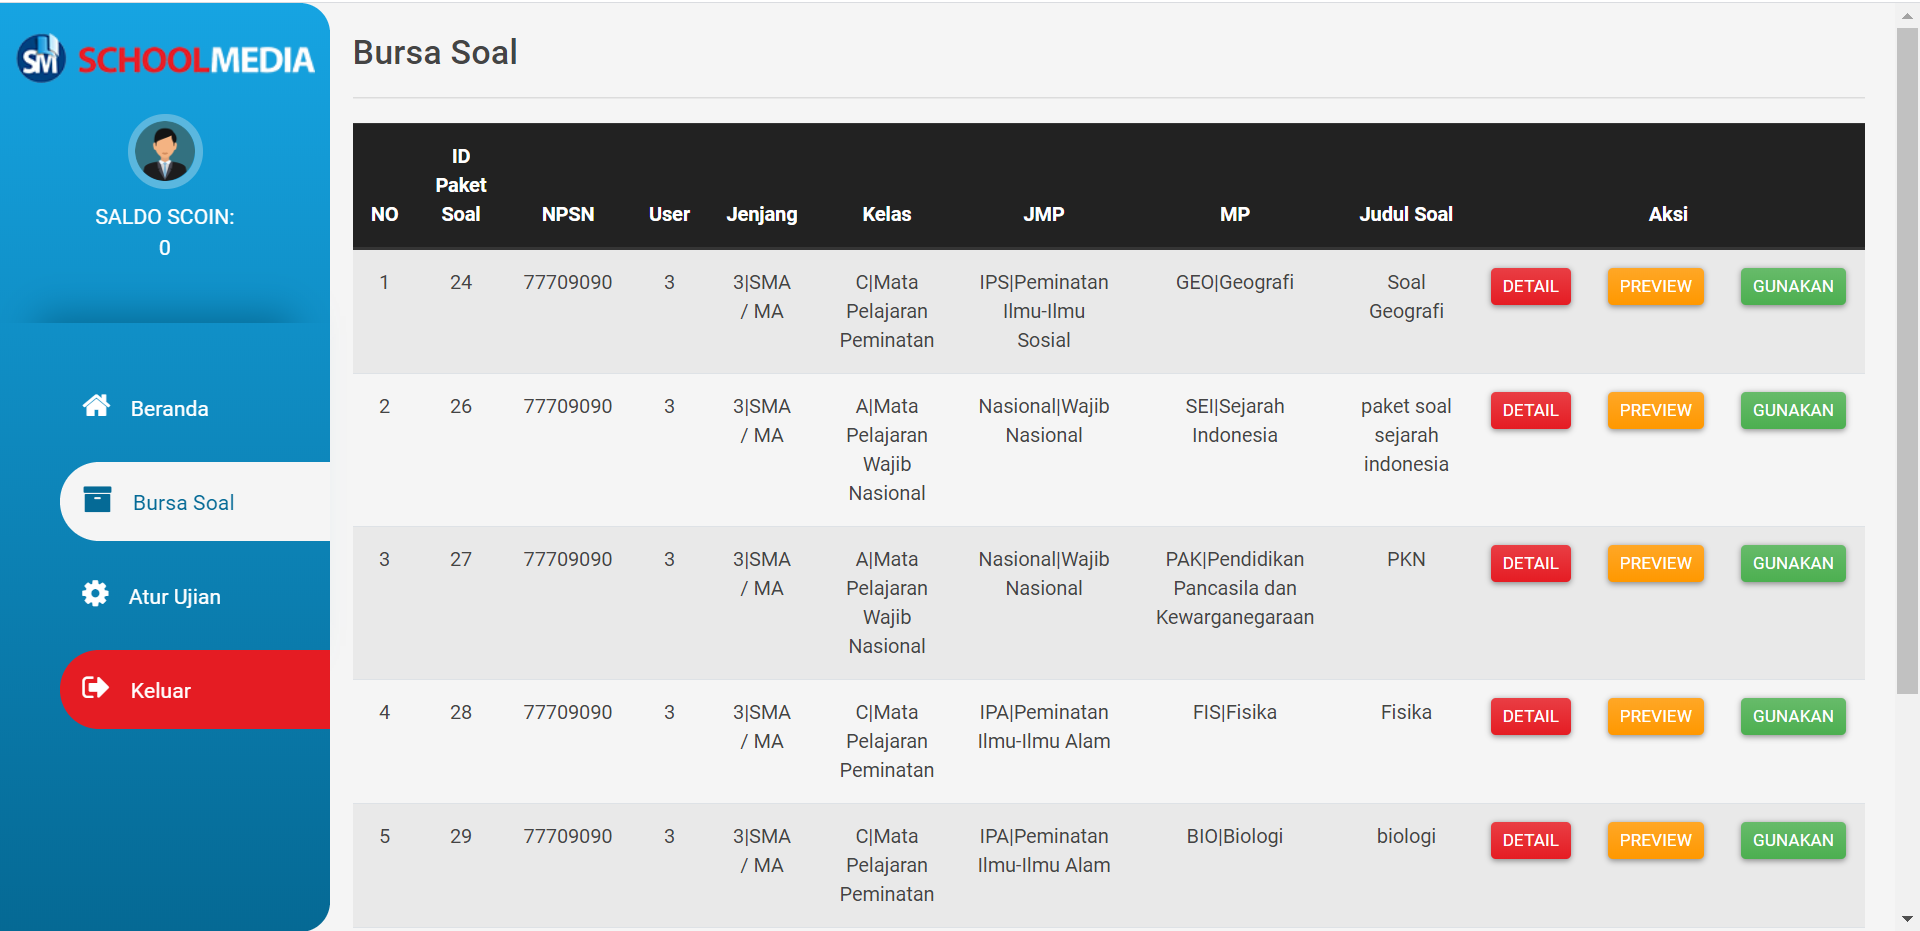 SM SCHOOLMEDIA
SALDO SCOIN:
0
Beranda
Bursa Soal
Atur Ujian
Keluar
Bursa Soal
NO ID Paket Soal NPSN User Jenjang Kelas JMP MP Judul Soal Aksi
1 24 77709090 3 3|SMA / MA C|Mata Pelajaran Peminatan IPS|Peminatan Ilmu-Ilmu Sosial GEO|Geografi Soal Geografi DETAIL PREVIEW GUNAKAN
2 26 77709090 3 3|SMA / MA A|Mata Pelajaran Wajib Nasional Nasional|Wajib Nasional SEI|Sejarah Indonesia paket soal sejarah indonesia DETAIL PREVIEW GUNAKAN
3 27 77709090 3 3|SMA / MA A|Mata Pelajaran Wajib Nasional Nasional|Wajib Nasional PAK|Pendidikan Pancasila dan Kewarganegaraan PKN DETAIL PREVIEW GUNAKAN
4 28 77709090 3 3|SMA / MA C|Mata Pelajaran Peminatan IPA|Peminatan Ilmu-Ilmu Alam FIS|Fisika Fisika DETAIL PREVIEW GUNAKAN
5 29 77709090 3 3|SMA / MA C|Mata Pelajaran Peminatan IPA|Peminatan Ilmu-Ilmu Alam BIO|Biologi biologi DETAIL PREVIEW GUNAKAN